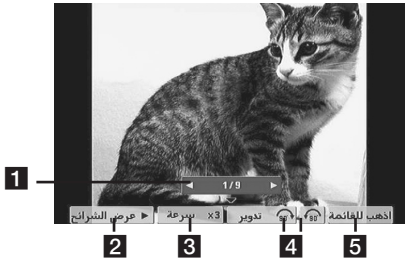 1
◄ 1/9 ►
► عرض الشرائح
x3 سرعة
تدوير 90 90
اذهب للقائمة
2 3 4 5